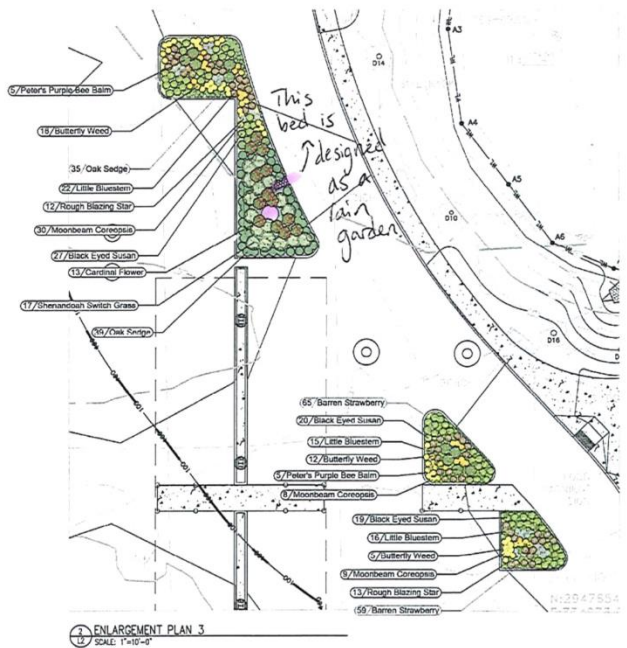 A3
D14
5/Peter's Purple Bee Balm
This
bed is
designed
as a
rain
garden
18/Butterfly Weed
A4
35/Oak Sedge
22/Little Bluestem
A5
12/Rough Blazing Star
D10
30/Moonbeam Coreopsis
A6
27/Black Eyed Susan
13/Cardinal Flower
17/Shenandoah Switch Grass
39/Oak Sedge
D16
100
65/Barren Strawberry
20/Black Eyed Susan
15/Little Bluestem
12/Butterfly Weed
5/Peter's Purple Bee Balm
8/Moonbeam Coreopsis
19/Black Eyed Susan
16/Little Bluestem
5/Butterfly Weed
9/Moonbeam Coreopsis
13/Rough Blazing Star
59/Barren Strawberry
100
2
L2
ENLARGEMENT PLAN 3
SCALE: 1"=10'-0"